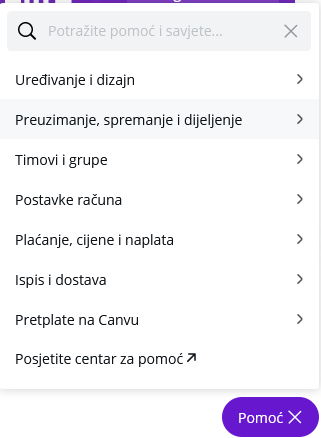 Potražite pomoć i savjete...
Uređivanje i dizajn
Preuzimanje, spremanje i dijeljenje
Timovi i grupe
Postavke računa
Plaćanje, cijene i naplata
Ispis i dostava
Pretplate na Canvu
Posjetite centar za pomoć
Pomoć